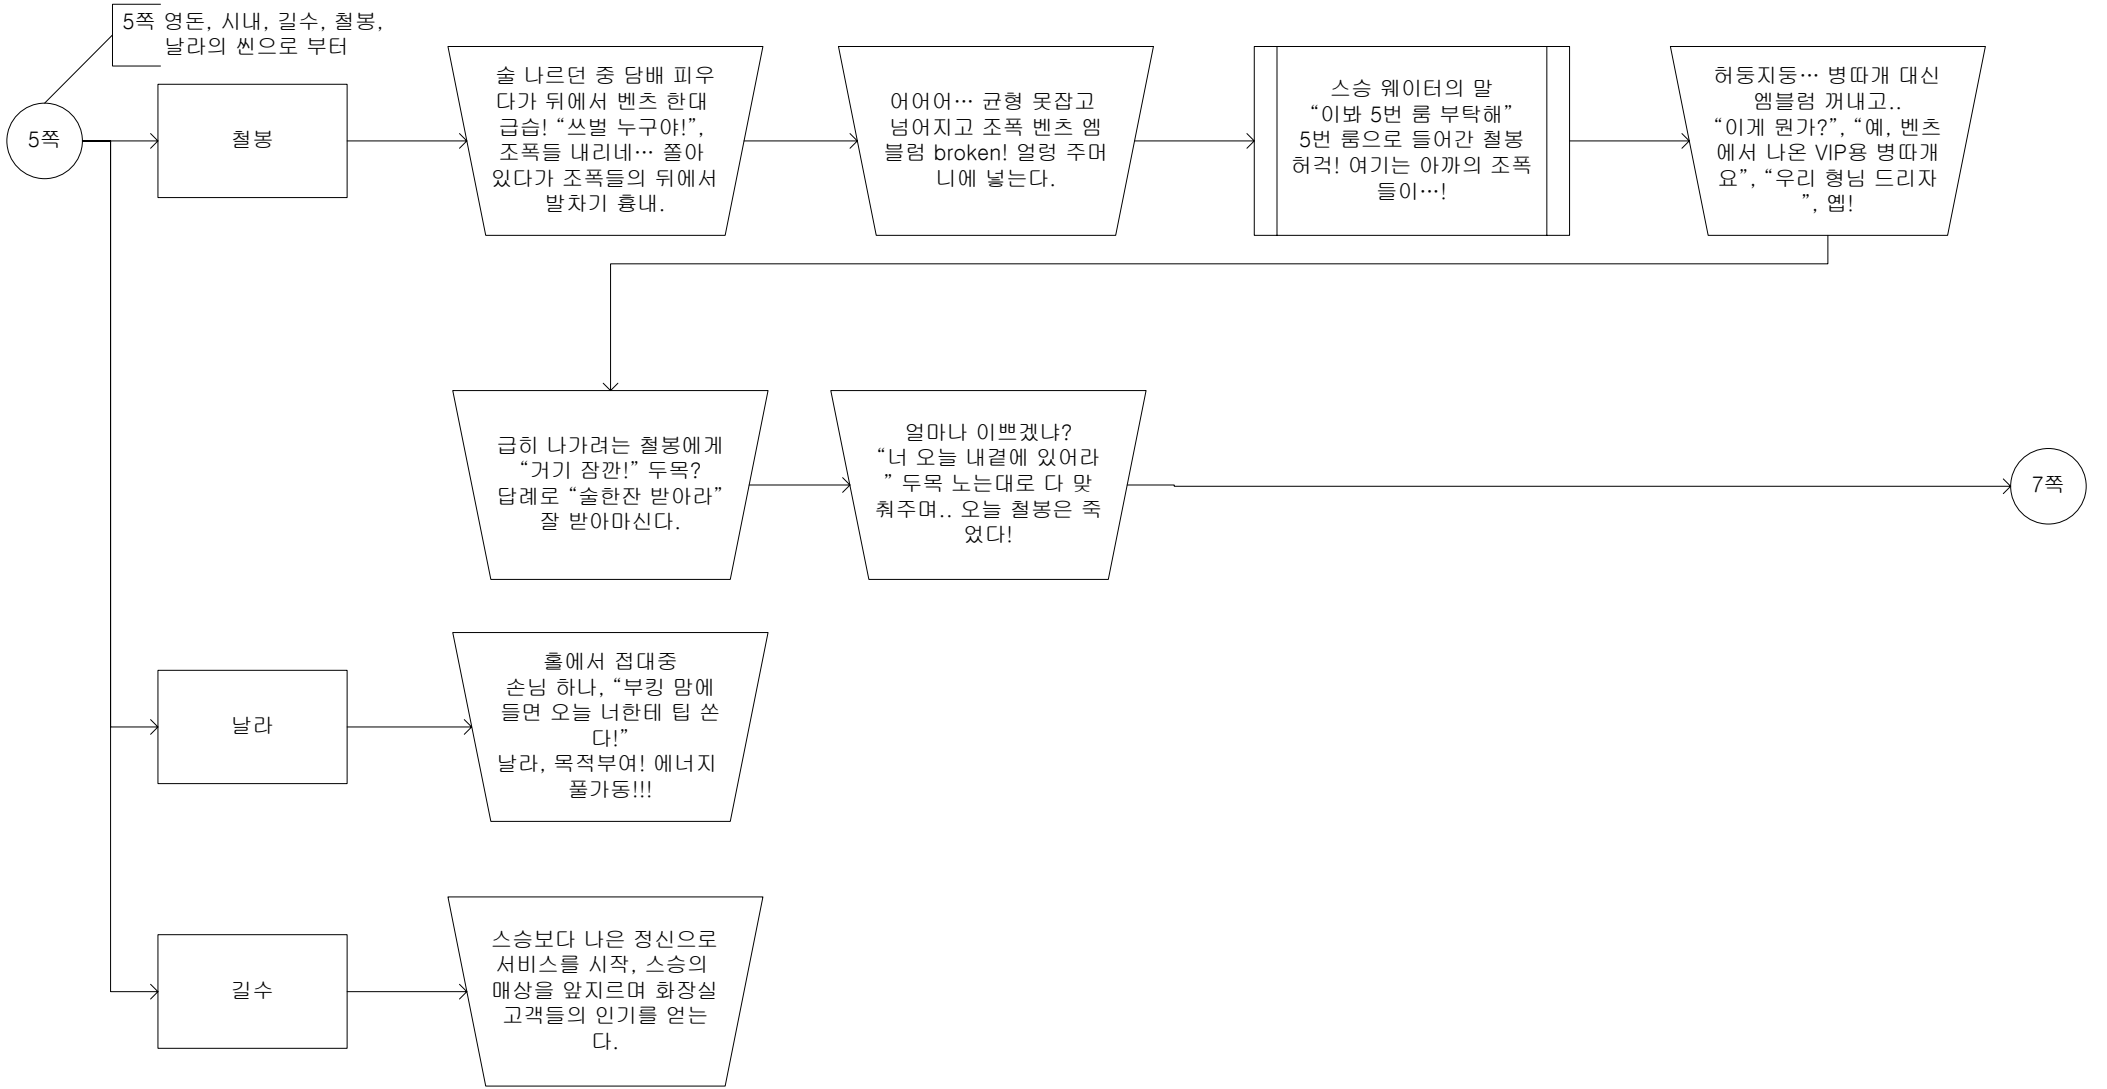 5쪽 영돈, 시내, 길수, 철봉,
날라의 씬으로 부터
5쪽
철봉
술 나르던 중 담배 피우
다가 뒤에서 벤츠 한대
급습! “쓰벌 누구야!”,
조폭들 내리네… 쫄아
있다가 조폭들의 뒤에서
발차기 흉내.
어어어… 균형 못잡고
넘어지고 조폭 벤츠 엠
블럼 broken! 얼렁 주머
니에 넣는다.
스승 웨이터의 말
“이봐 5번 룸 부탁해”
5번 룸으로 들어간 철봉
허걱! 여기는 아까의 조폭
들이…!
허둥지둥… 병따개 대신
엠블럼 꺼내고..
“이게 뭔가?”, “예, 벤츠
에서 나온 VIP용 병따개
요”, “우리 형님 드리자
”, 옙!
급히 나가려는 철봉에게
“거기 잠깐!” 두목?
답례로 “술한잔 받아라”
잘 받아마신다.
얼마나 이쁘겠냐?
“너 오늘 내곁에 있어라
” 두목 노는대로 다 맞
춰주며.. 오늘 철봉은 죽
었다!
7쪽
날라
홀에서 접대중
손님 하나, “부킹 맘에
들면 오늘 너한테 팁 쏜
다!”
날라, 목적부여! 에너지
풀가동!!!
길수
스승보다 나은 정신으로
서비스를 시작, 스승의
매상을 앞지르며 화장실
고객들의 인기를 얻는
다.